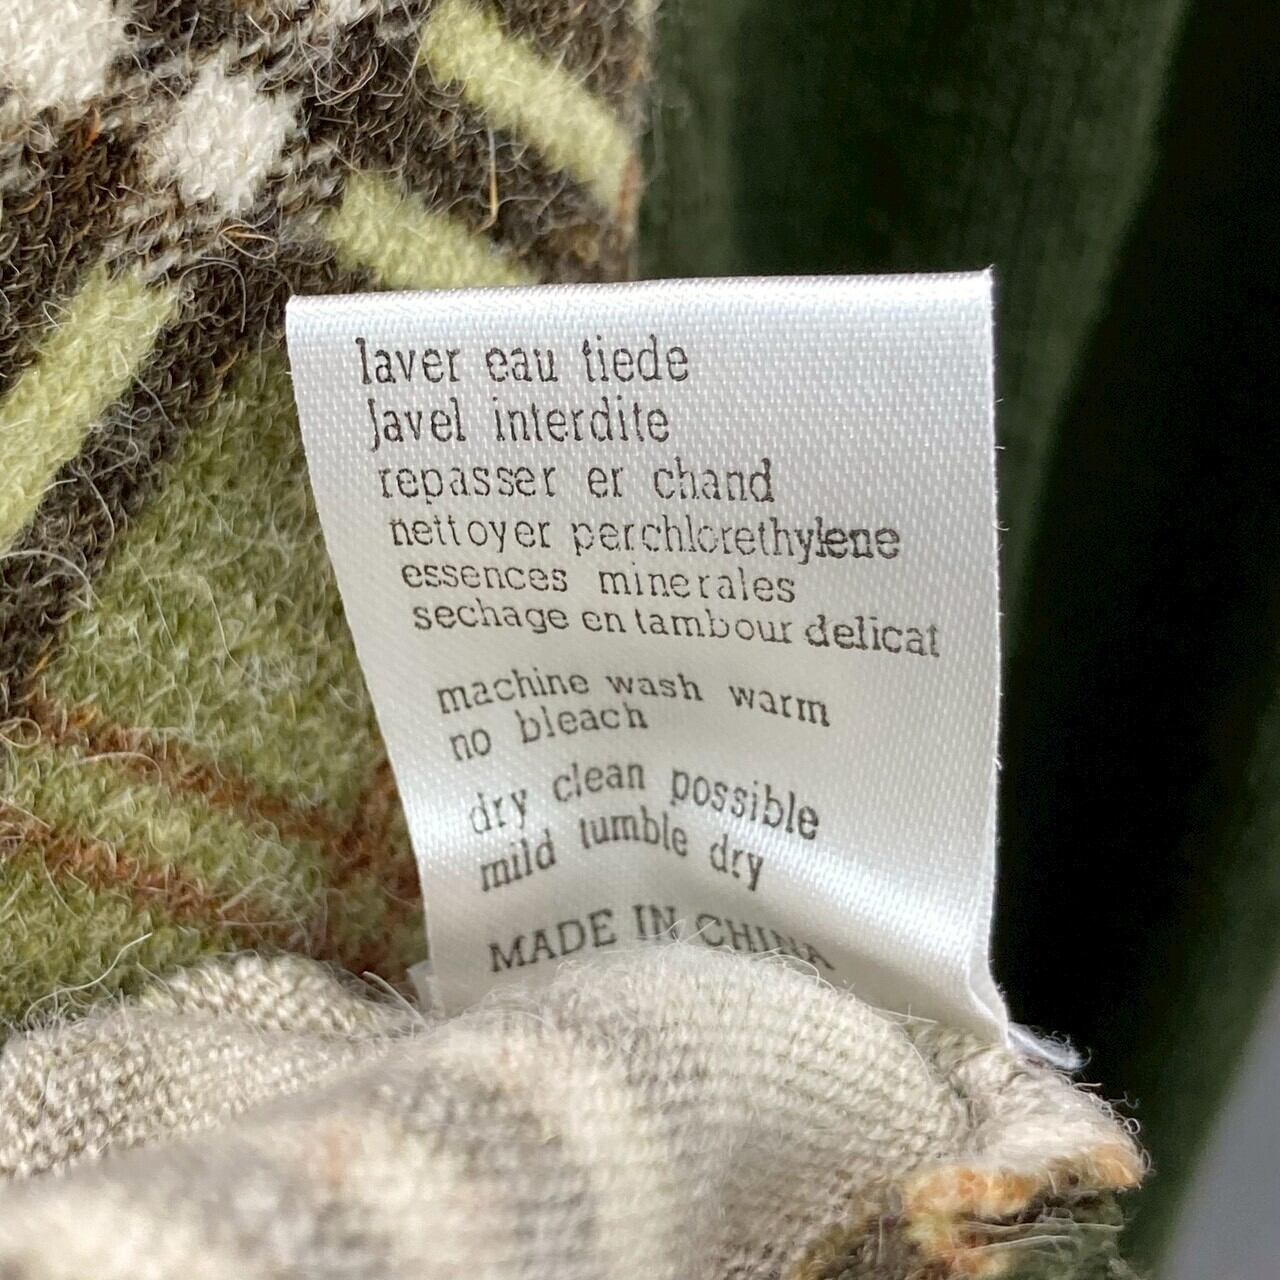 laver eau tiede
Javel interdite
repasser er chand
nettoyer perchlorethylene
essences minerales
sechage en tambour delicat
machine wash warm
no bleach
dry clean possible
mild tumble dry
MADE IN CHINA